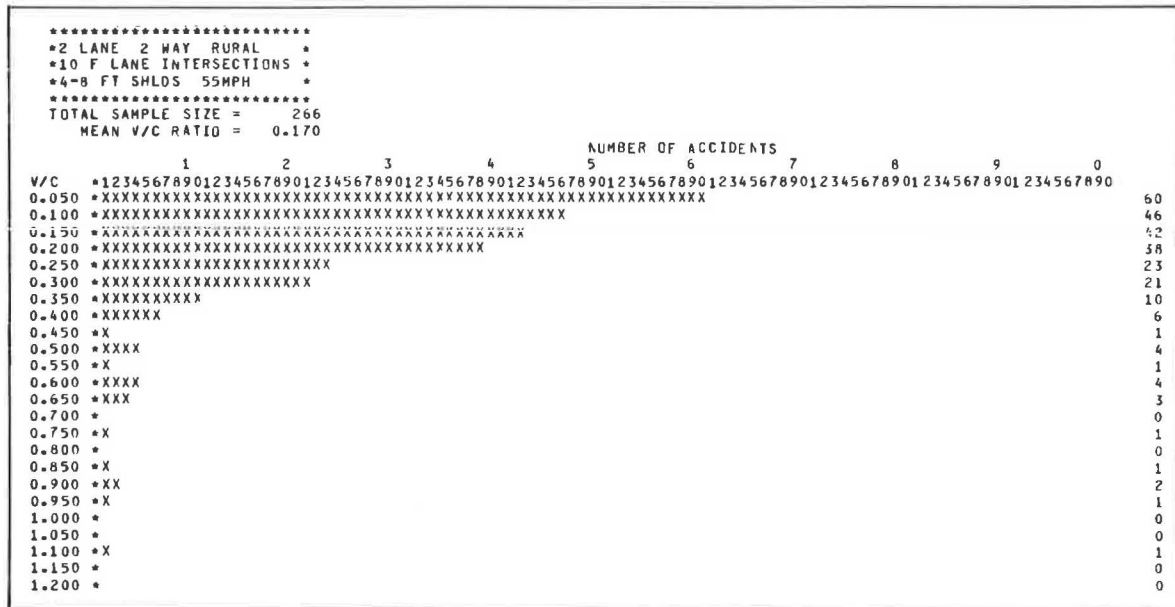 **************************
*2 LANE 2 WAY RURAL *
*10 F LANE INTERSECTIONS *
*4-8 FT SHLDS 55MPH *
**************************
TOTAL SAMPLE SIZE = 266
MEAN V/C RATIO = 0.170
NUMBER OF ACCIDENTS
1 2 3 4 5 6 7 8 9 0
V/C *1234567890123456789012345678901234567890123456789012345678901234567890123456789012345678901234567890
0.050 *XXXXXXXXXXXXXXXXXXXXXXXXXXXXXXXXXXXXXXXXXXXXXXXXXXXXXXXXXXXX 60
0.100 *XXXXXXXXXXXXXXXXXXXXXXXXXXXXXXXXXXXXXXXXXXXXXX 46
0.150 *XXXXXXXXXXXXXXXXXXXXXXXXXXXXXXXXXXXXXXXXXX 42
0.200 *XXXXXXXXXXXXXXXXXXXXXXXXXXXXXXXXXXXXXX 38
0.250 *XXXXXXXXXXXXXXXXXXXXXXX 23
0.300 *XXXXXXXXXXXXXXXXXXXXX 21
0.350 *XXXXXXXXXX 10
0.400 *XXXXXX 6
0.450 *X 1
0.500 *XXXX 4
0.550 *X 1
0.600 *XXXX 4
0.650 *XXX 3
0.700 * 0
0.750 *X 1
0.800 * 0
0.850 *X 1
0.900 *XX 2
0.950 *X 1
1.000 * 0
1.050 * 0
1.100 *X 1
1.150 * 0
1.200 * 0